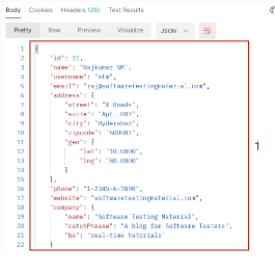 Body Cookies Headers (25) Test Results
Pretty Raw Preview Visualize JSON
1 {
2 "id": 11,
3 "name": "Rajkumar SM",
4 "username": "stm",
5 "email": "raj@softwaretestingmaterial.com",
6 "address": {
7 "street": "X Roads",
8 "suite": "Apt. 007",
9 "city": "Hyderabad",
10 "zipcode": "600007",
11 "geo": {
12 "lat": "10.0000",
13 "lng": "80.0000"
14 }
15 },
16 "phone": "1-2345-6-7890",
17 "website": "softwaretestingmaterial.com",
18 "company": {
19 "name": "Software Testing Material",
20 "catchPhrase": "A blog for Software Testers",
21 "bs": "real-time tutorials"
22 }
1